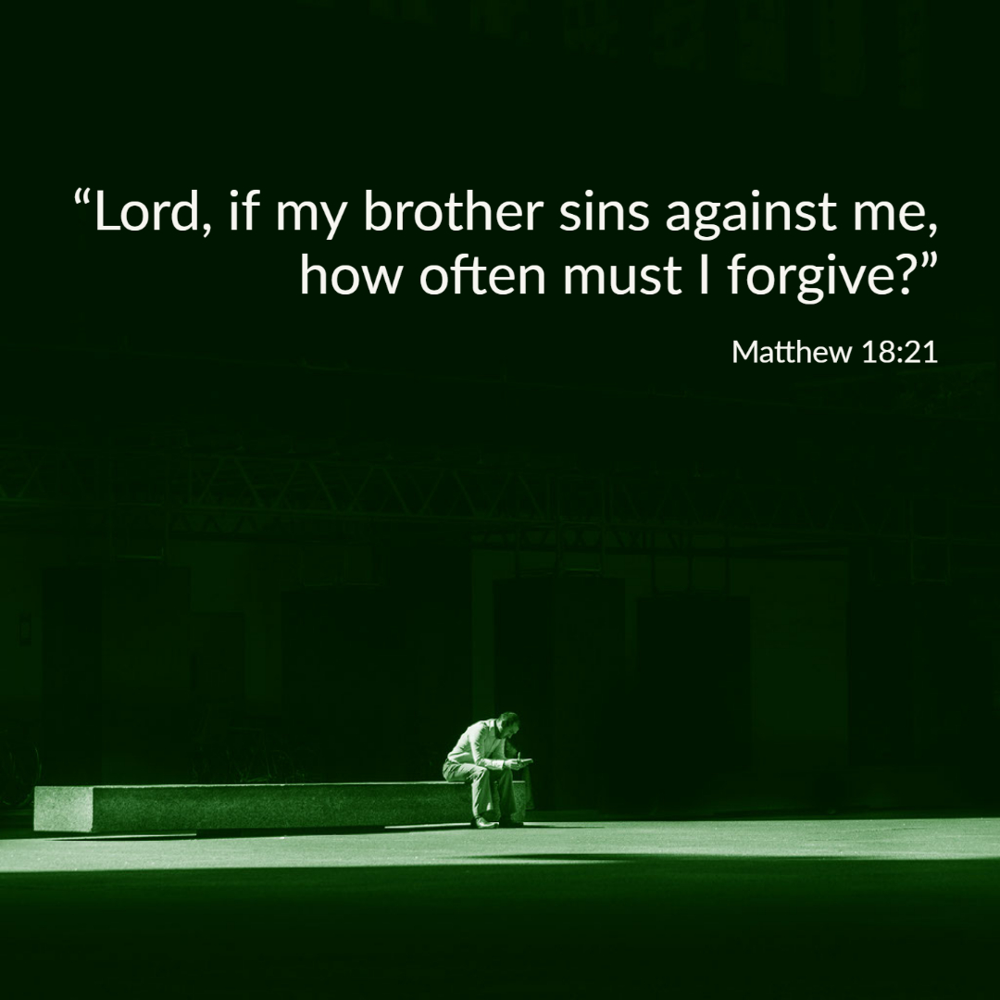 “Lord, if my brother sins against me,
how often must I forgive?”
Matthew 18:21